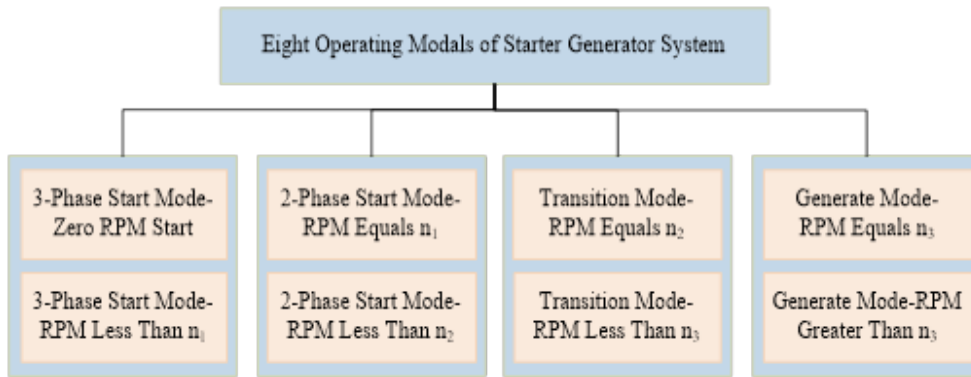 Eight Operating Modals of Starter Generator System
3-Phase Start Mode-
Zero RPM Start
3-Phase Start Mode-
RPM Less Than n₁
2-Phase Start Mode-
RPM Equals n₁
2-Phase Start Mode-
RPM Less Than n₂
Transition Mode-
RPM Equals n₂
Transition Mode-
RPM Less Than n₃
Generate Mode-
RPM Equals n₃
Generate Mode-RPM
Greater Than n₃